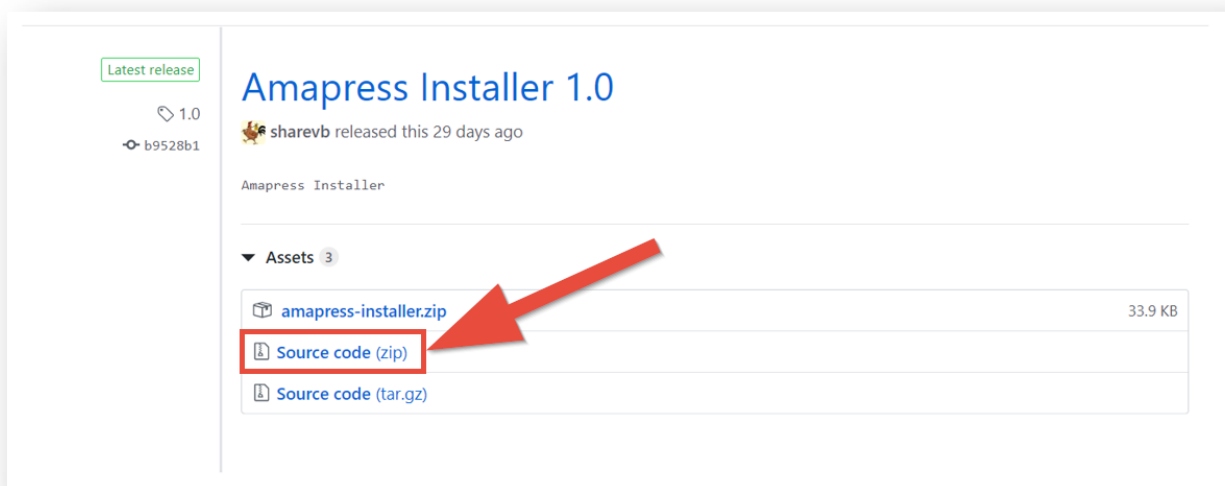 Latest release
1.0
b9528b1
Amapress Installer 1.0
sharevb released this 29 days ago
Amapress Installer
Assets 3
amapress-installer.zip 33.9 KB
Source code (zip)
Source code (tar.gz)